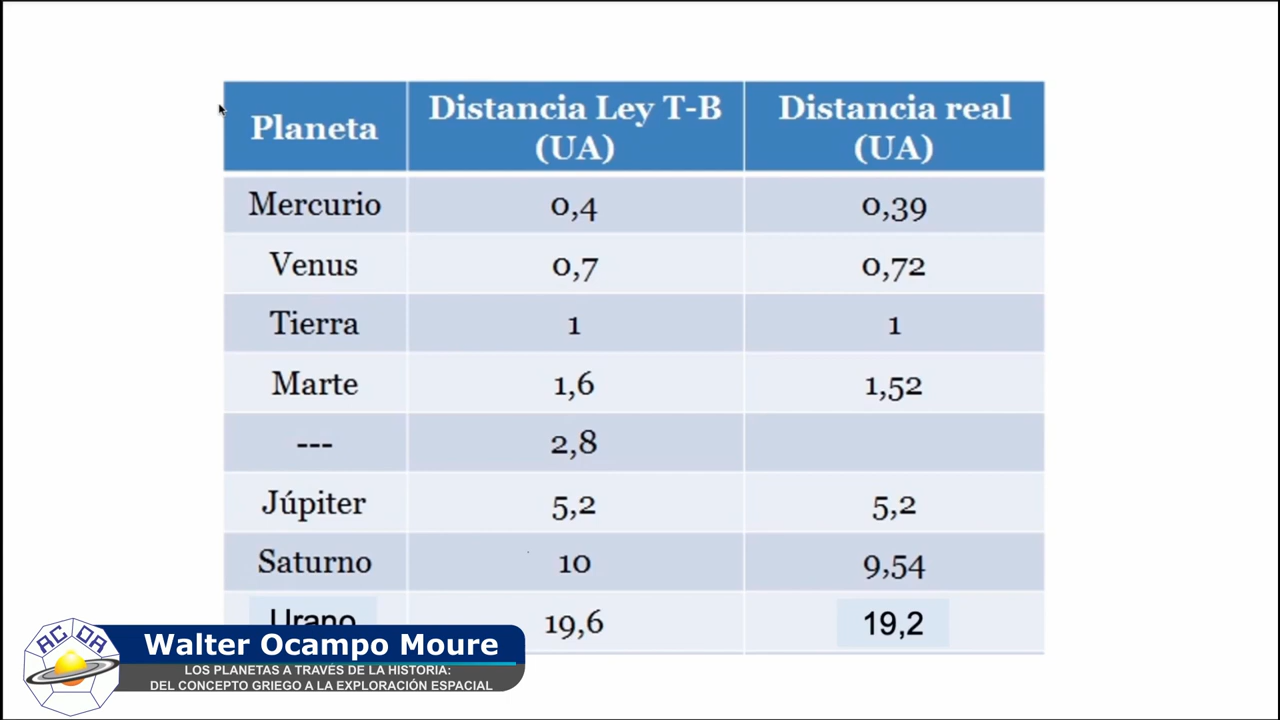 Planeta
Distancia Ley T-B (UA)
Distancia real (UA)
Mercurio 0,4 0,39
Venus 0,7 0,72
Tierra 1 1
Marte 1,6 1,52
--- 2,8
Júpiter 5,2 5,2
Saturno 10 9,54
Urano 19,6 19,2
ACODA
Walter Ocampo Moure
LOS PLANETAS A TRAVÉS DE LA HISTORIA:
DEL CONCEPTO GRIEGO A LA EXPLORACIÓN ESPACIAL